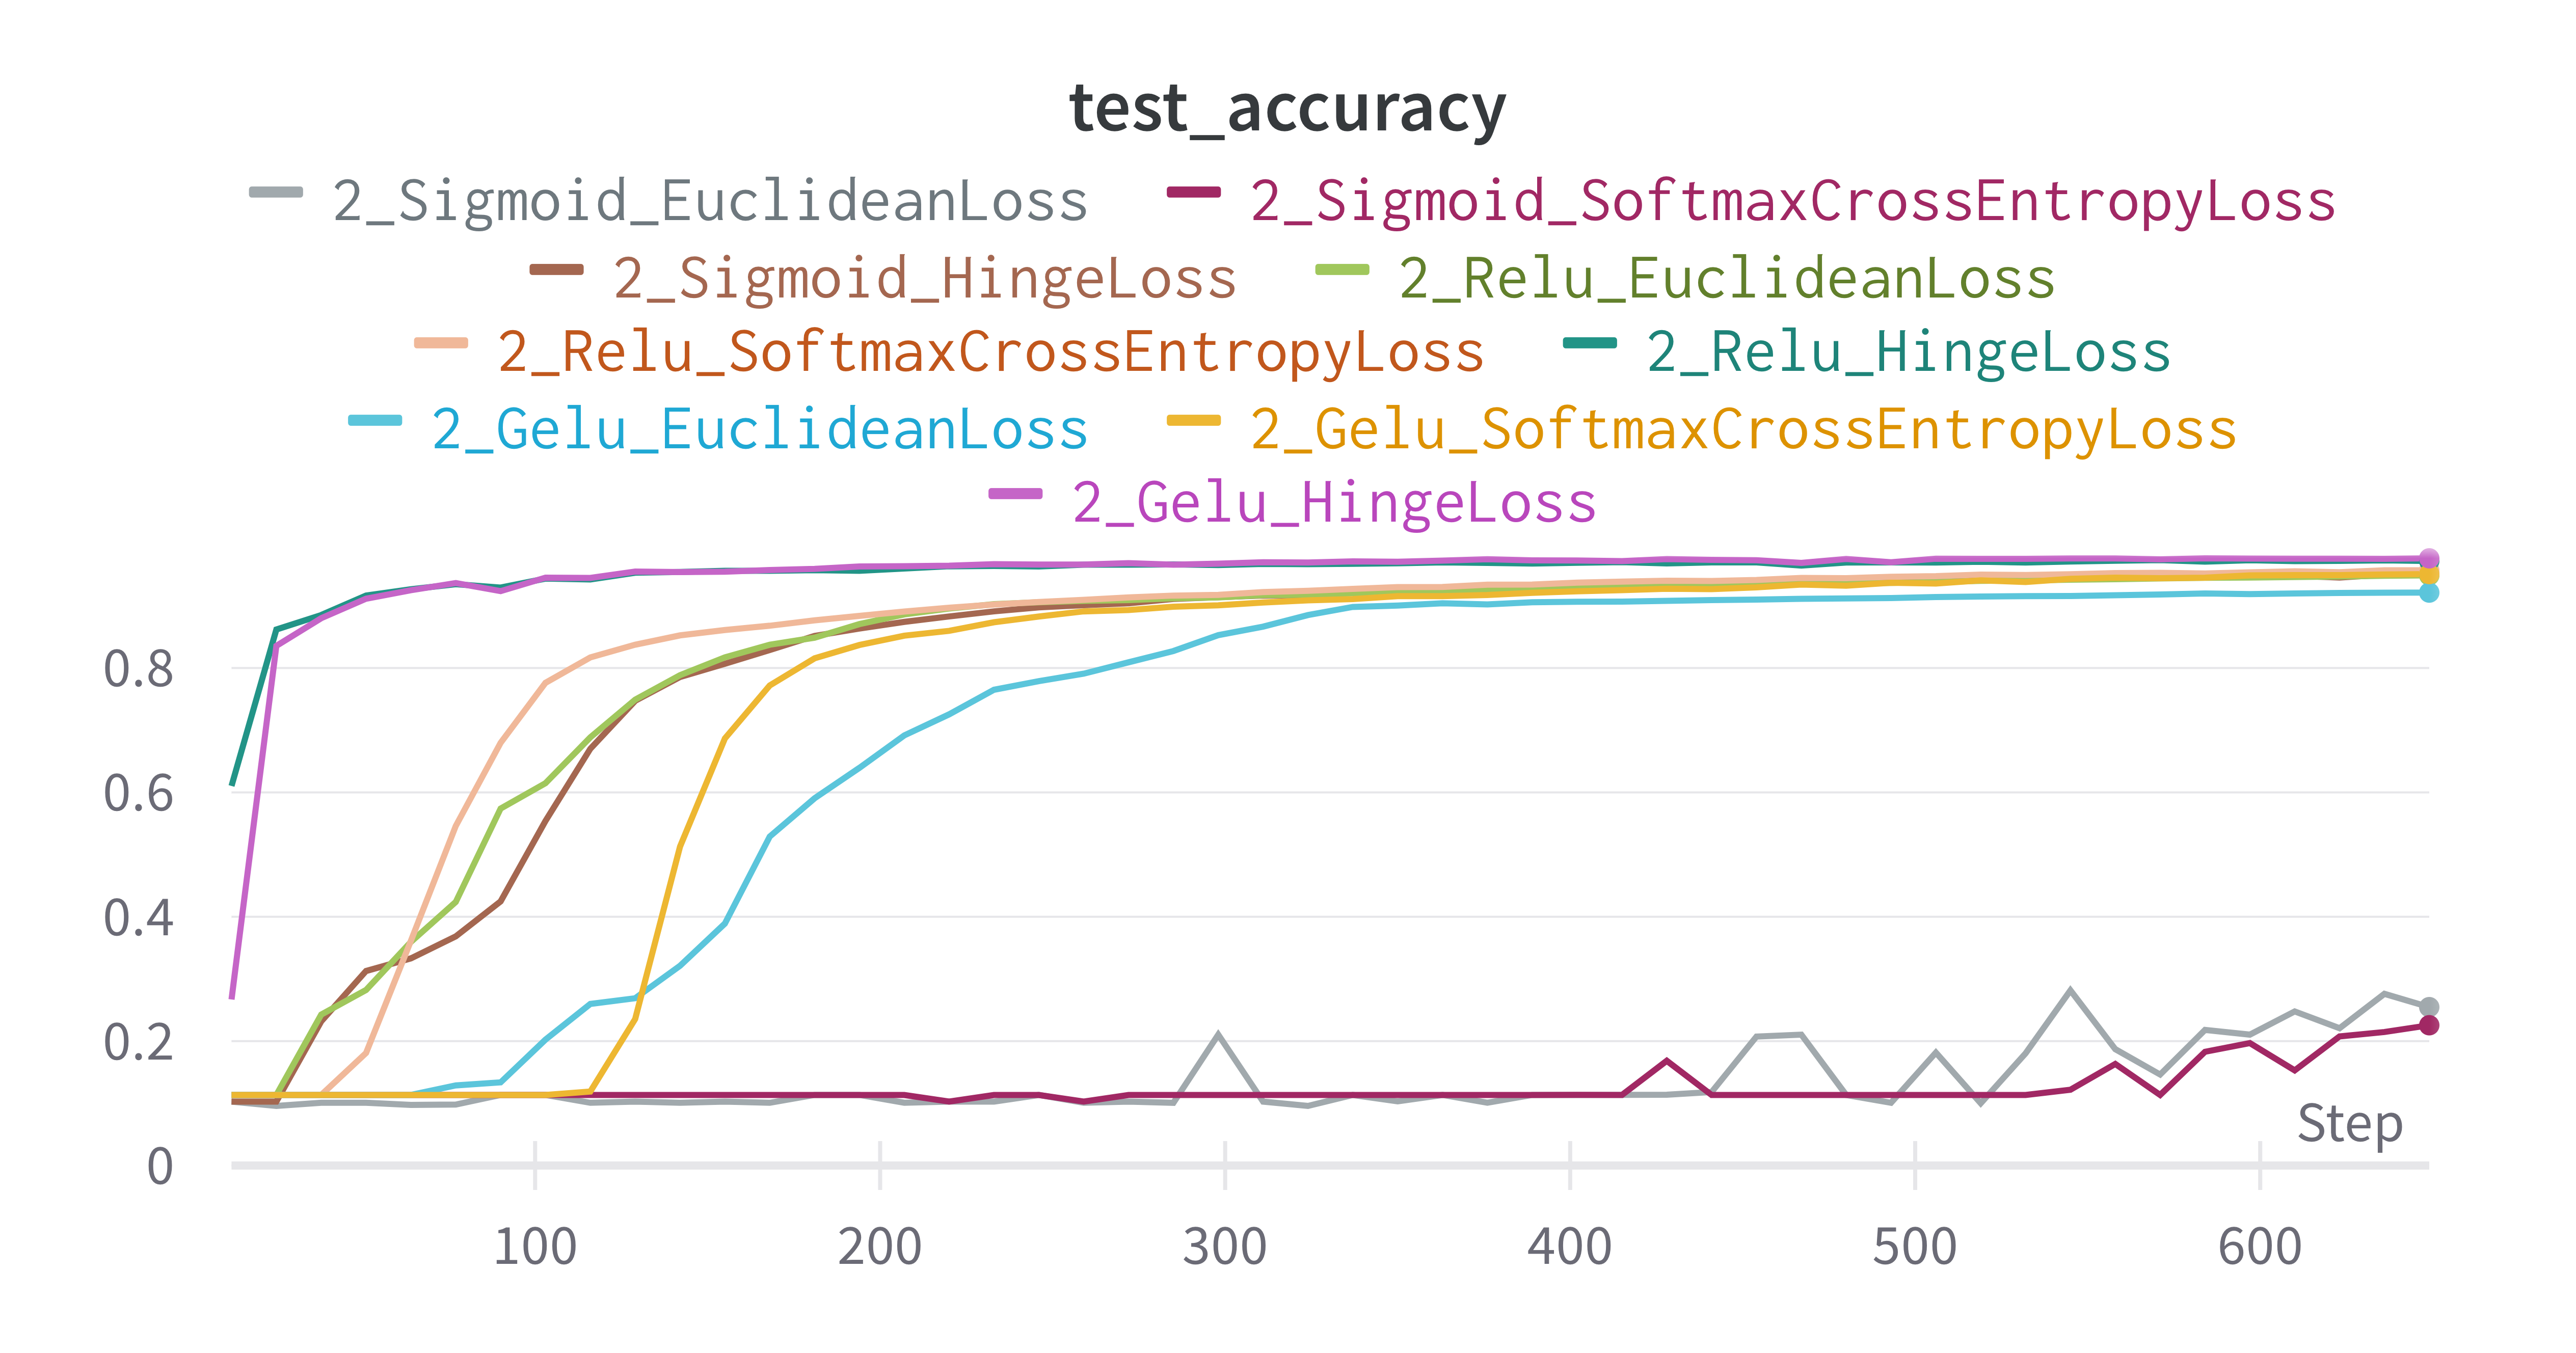 test_accuracy
2_Sigmoid_EuclideanLoss 2_Sigmoid_SoftmaxCrossEntropyLoss
2_Sigmoid_HingeLoss 2_Relu_EuclideanLoss
2_Relu_SoftmaxCrossEntropyLoss 2_Relu_HingeLoss
2_Gelu_EuclideanLoss 2_Gelu_SoftmaxCrossEntropyLoss
2_Gelu_HingeLoss
0.8
0.6
0.4
0.2
Step
0
100 200 300 400 500 600